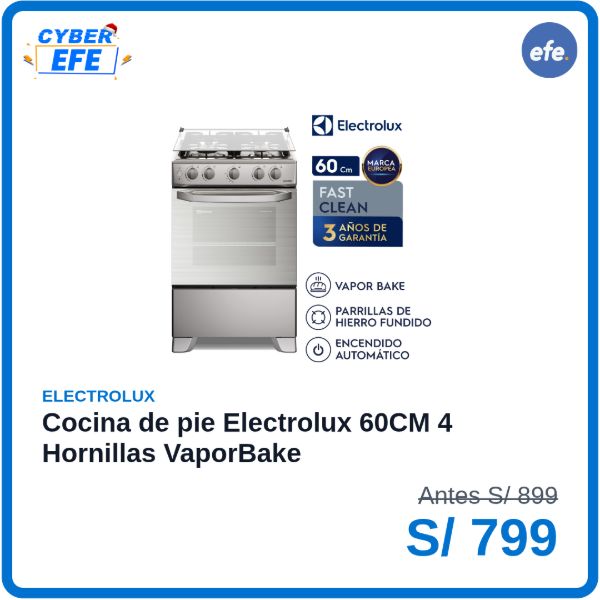 CYBER
EFE
efe.
Electrolux
60 Cm
MARCA
EUROPEA
FAST
CLEAN
3 AÑOS DE
GARANTÍA
VAPOR BAKE
PARRILLAS DE
HIERRO FUNDIDO
ENCENDIDO
AUTOMÁTICO
ELECTROLUX
Cocina de pie Electrolux 60CM 4
Hornillas VaporBake
Antes S/ 899
S/ 799